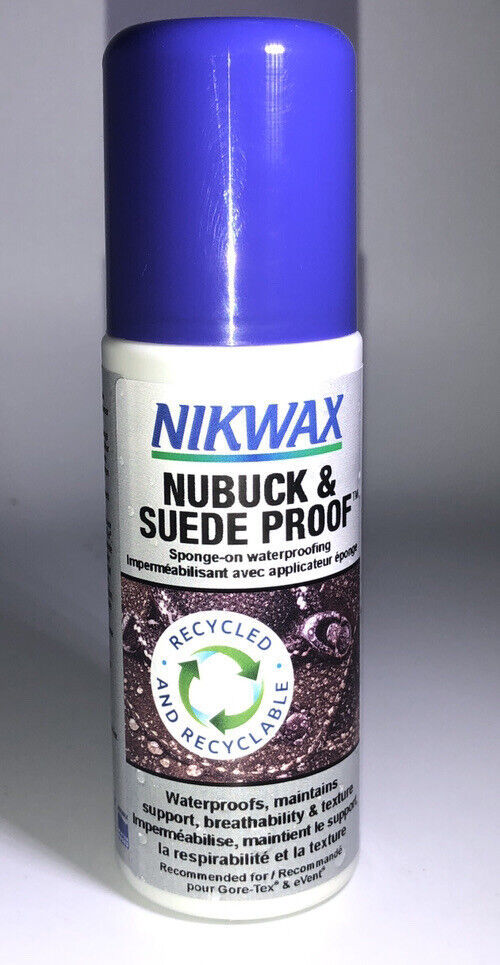 NIKWAX
NUBUCK &
SUEDE PROOF™
Sponge-on waterproofing
Imperméabilisant avec applicateur éponge
• RECYCLED •
AND RECYCLABLE
Waterproofs, maintains
support, breathability & texture
Imperméabilise, maintient le support,
la respirabilité et la texture
Recommended for / Recommandé
pour Gore-Tex® & eVent®